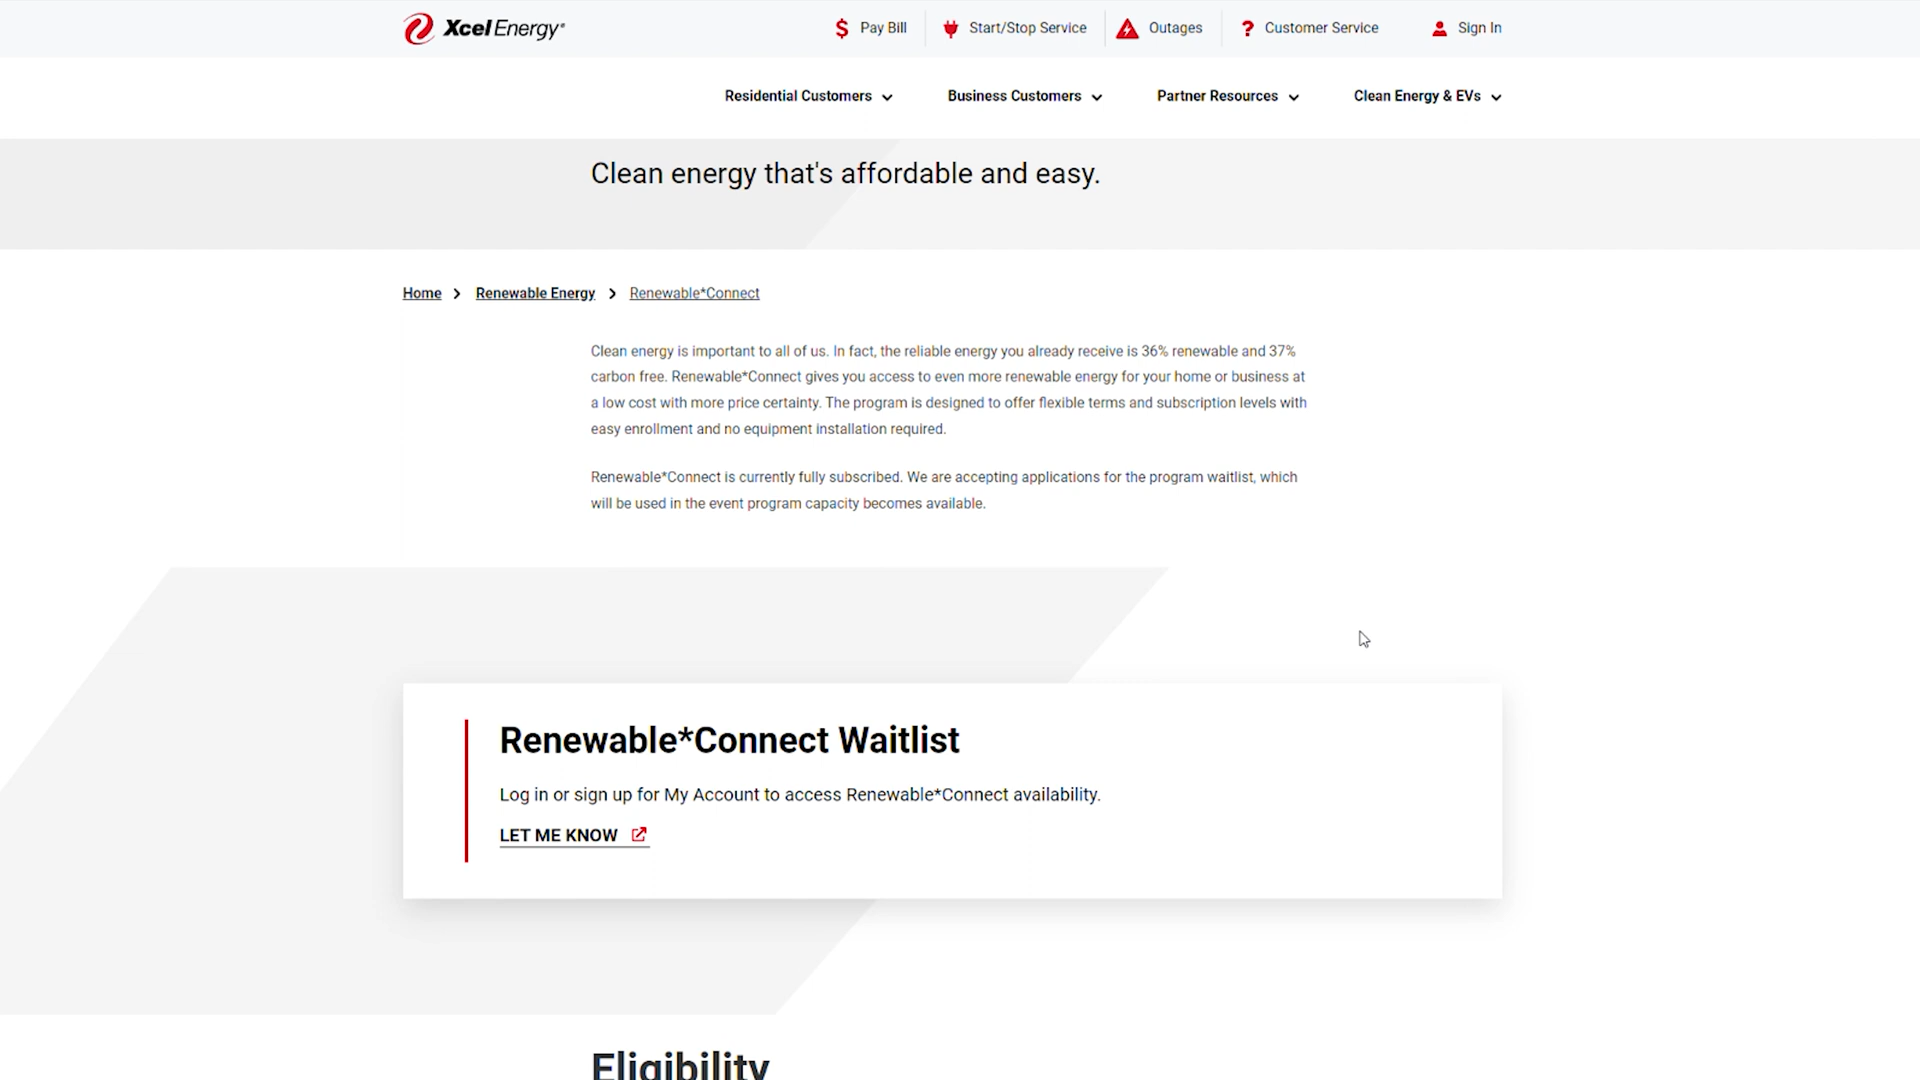 Xcel Energy®
Pay Bill
Start/Stop Service
Outages
Customer Service
Sign In
Residential Customers
Business Customers
Partner Resources
Clean Energy & EVs
Clean energy that's affordable and easy.
Home > Renewable Energy > Renewable*Connect
Clean energy is important to all of us. In fact, the reliable energy you already receive is 36% renewable and 37%
carbon free. Renewable*Connect gives you access to even more renewable energy for your home or business at
a low cost with more price certainty. The program is designed to offer flexible terms and subscription levels with
easy enrollment and no equipment installation required.
Renewable*Connect is currently fully subscribed. We are accepting applications for the program waitlist, which
will be used in the event program capacity becomes available.
Renewable*Connect Waitlist
Log in or sign up for My Account to access Renewable*Connect availability.
LET ME KNOW
Eligibility